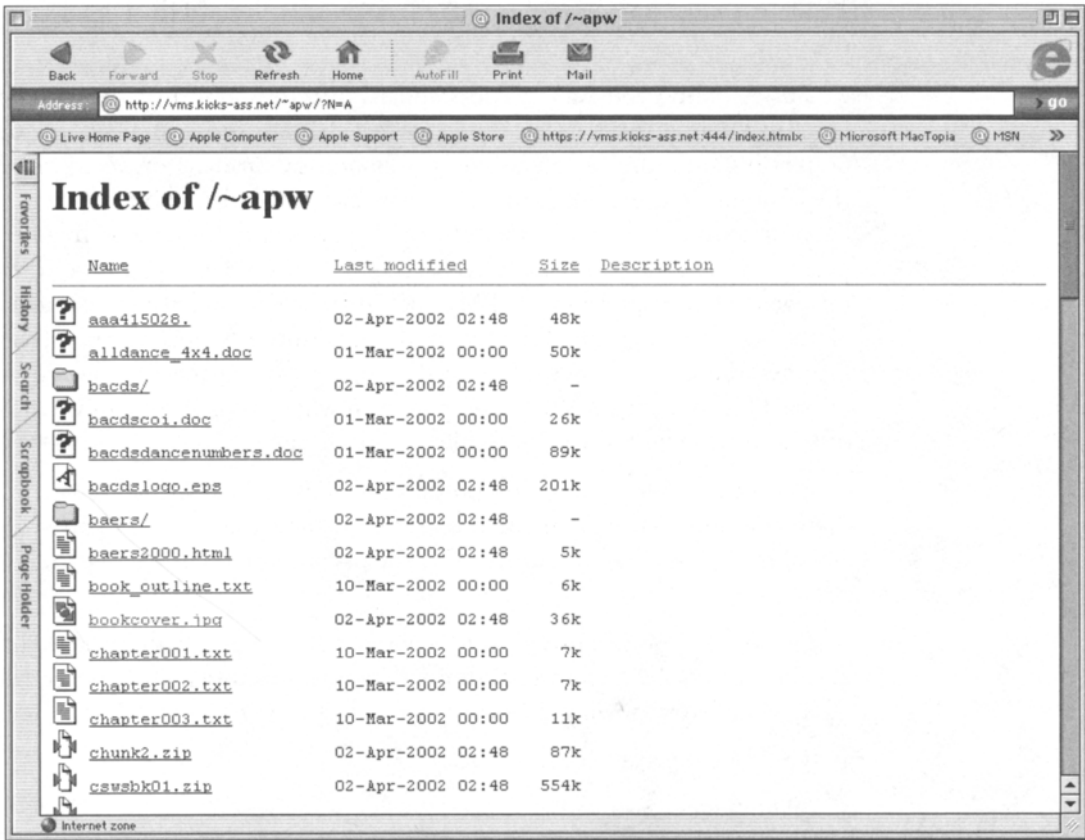 Index of /~apw
Back Forward Stop Refresh Home AutoFill Print Mail
Address: http://vms.kicks-ass.net/~apw/?N=A go
Live Home Page Apple Computer Apple Support Apple Store https://vms.kicks-ass.net:444/index.htmlx Microsoft MacTopia MSN
Favorites
History
Search
Scrapbook
Page Holder
Index of /~apw
Name Last modified Size Description
aaa415028. 02-Apr-2002 02:48 48k
alldance_4x4.doc 01-Mar-2002 00:00 50k
bacds/ 02-Apr-2002 02:48 -
bacdscoi.doc 01-Mar-2002 00:00 26k
bacdsdancenumbers.doc 01-Mar-2002 00:00 89k
bacdslogo.eps 02-Apr-2002 02:48 201k
baers/ 02-Apr-2002 02:48 -
baers2000.html 02-Apr-2002 02:48 5k
book_outline.txt 10-Mar-2002 00:00 6k
bookcover.jpg 02-Apr-2002 02:48 36k
chapter001.txt 10-Mar-2002 00:00 7k
chapter002.txt 10-Mar-2002 00:00 7k
chapter003.txt 10-Mar-2002 00:00 11k
chunk2.zip 02-Apr-2002 02:48 87k
cswsbk01.zip 02-Apr-2002 02:48 554k
Internet zone